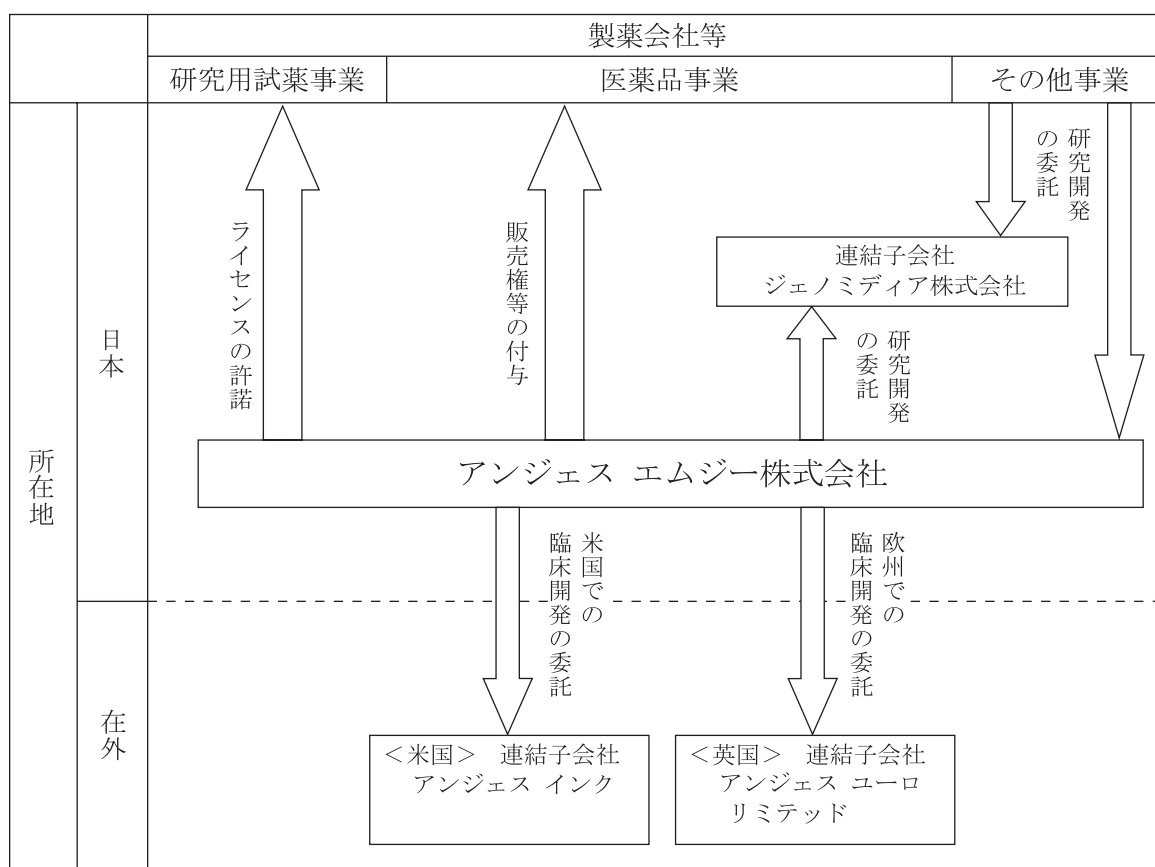 製薬会社等
研究用試薬事業
医薬品事業
その他事業
所在地
日本
在外
ライセンスの許諾
販売権等の付与
研究開発
の委託
連結子会社
ジェノミディア株式会社
研究開発
の委託
アンジェス エムジー株式会社
米国での
臨床開発の委託
欧州での
臨床開発の委託
＜米国＞ 連結子会社
アンジェス インク
＜英国＞ 連結子会社
アンジェス ユーロ
リミテッド